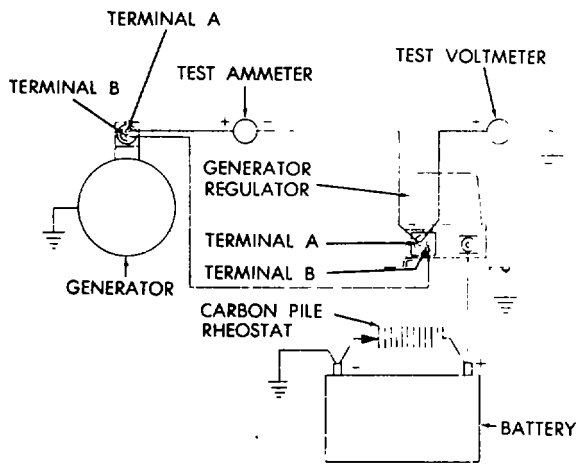 TERMINAL A
TERMINAL B
TEST AMMETER
TEST VOLTMETER
+
-
-
GENERATOR
REGULATOR
TERMINAL A
TERMINAL B
GENERATOR
CARBON PILE
RHEOSTAT
-
+
BATTERY